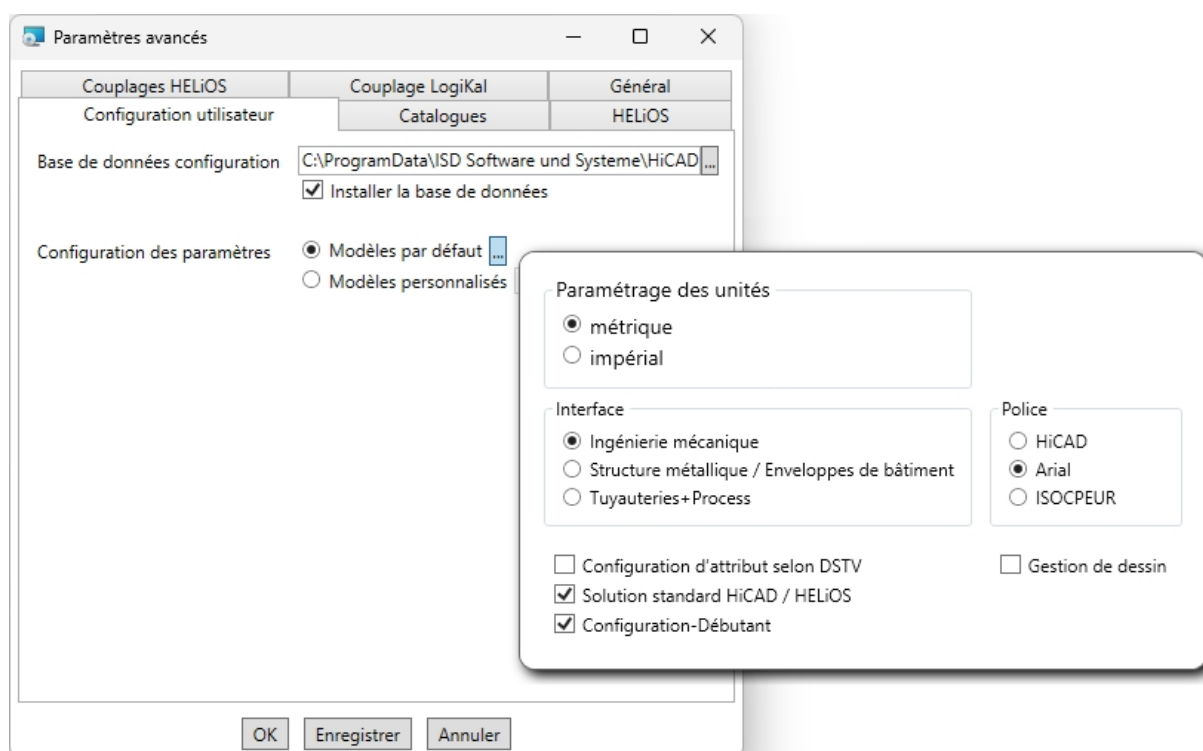 Paramètres avancés
Couplages HELiOS Couplage LogiKal Général
Configuration utilisateur Catalogues HELiOS
Base de données configuration C:\ProgramData\ISD Software und Systeme\HiCAD ...
Installer la base de données
Configuration des paramètres Modèles par défaut ...
Modèles personnalisés
Paramétrage des unités
métrique
impérial
Interface
Ingénierie mécanique
Structure métallique / Enveloppes de bâtiment
Tuyauteries+Process
Police
HiCAD
Arial
ISOCPEUR
Configuration d'attribut selon DSTV
Solution standard HiCAD / HELiOS
Configuration-Débutant
Gestion de dessin
OK Enregistrer Annuler